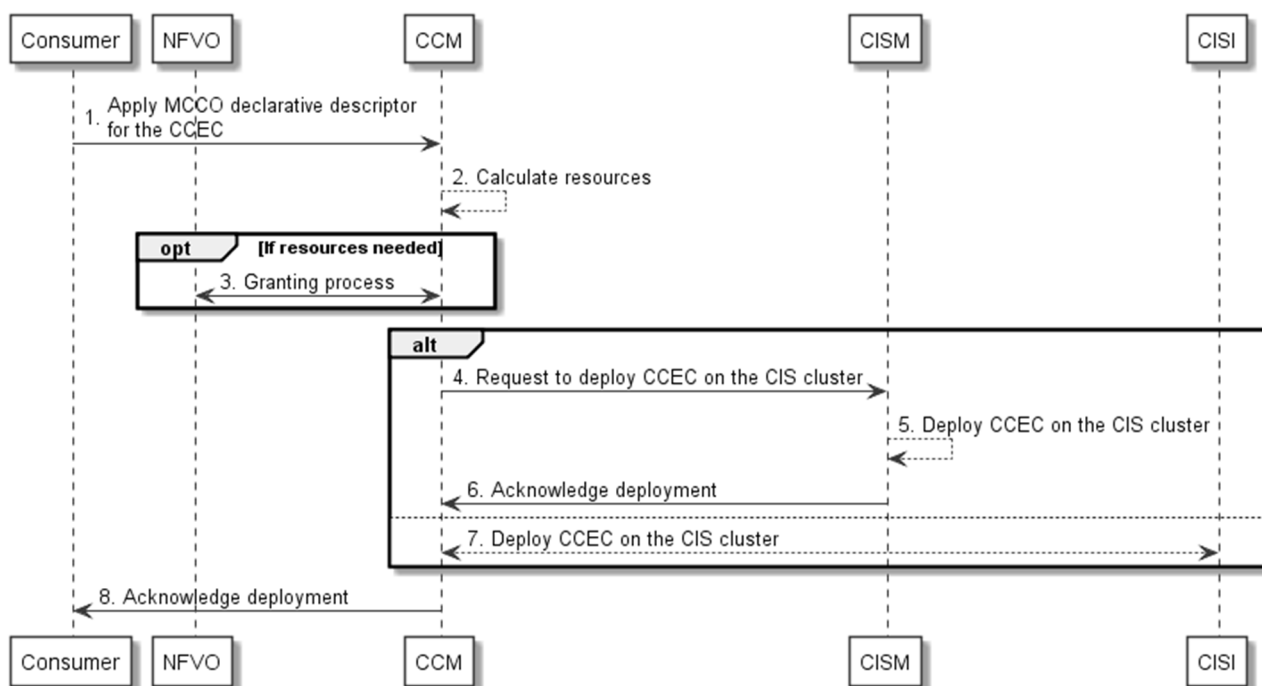 Consumer NFVO CCM CISM CISI
1. Apply MCCO declarative descriptor
for the CCEC
2. Calculate resources
opt [If resources needed]
3. Granting process
alt
4. Request to deploy CCEC on the CIS cluster
5. Deploy CCEC on the CIS cluster
6. Acknowledge deployment
7. Deploy CCEC on the CIS cluster
8. Acknowledge deployment
Consumer NFVO CCM CISM CISI